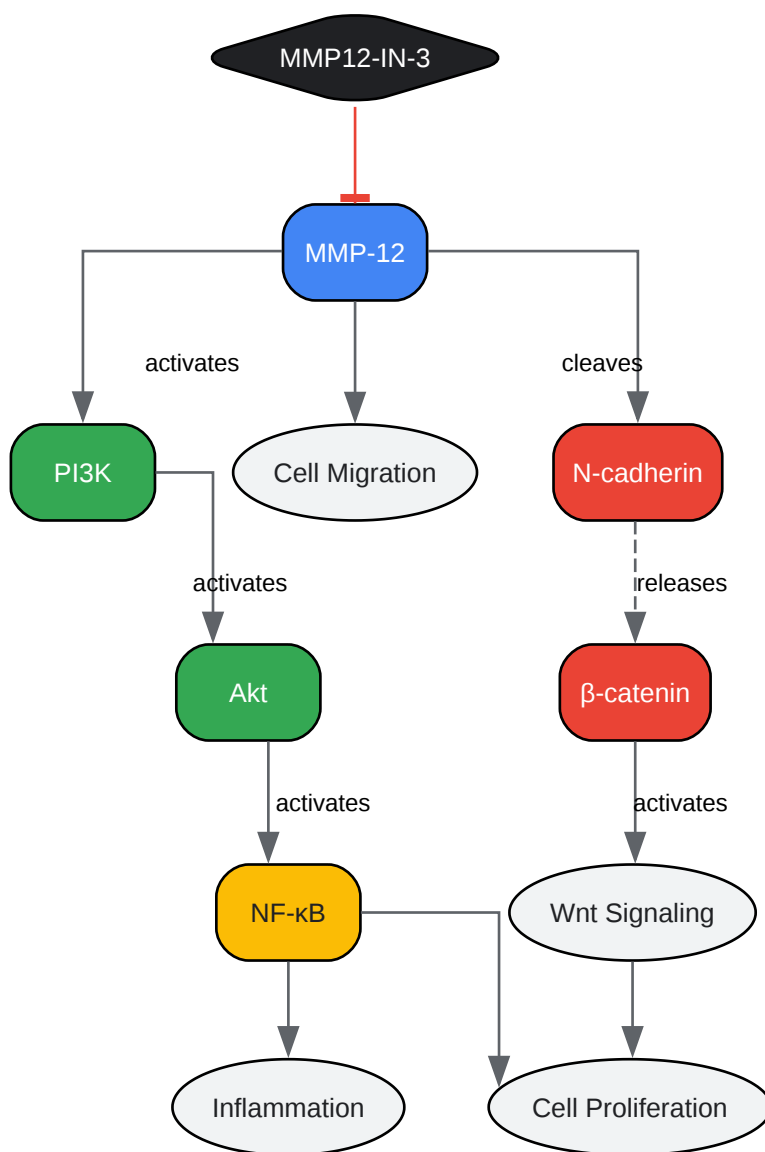 MMP12-IN-3
MMP-12
activates
cleaves
PI3K
Cell Migration
N-cadherin
activates
releases
Akt
β-catenin
activates
activates
NF-κB
Wnt Signaling
Inflammation
Cell Proliferation